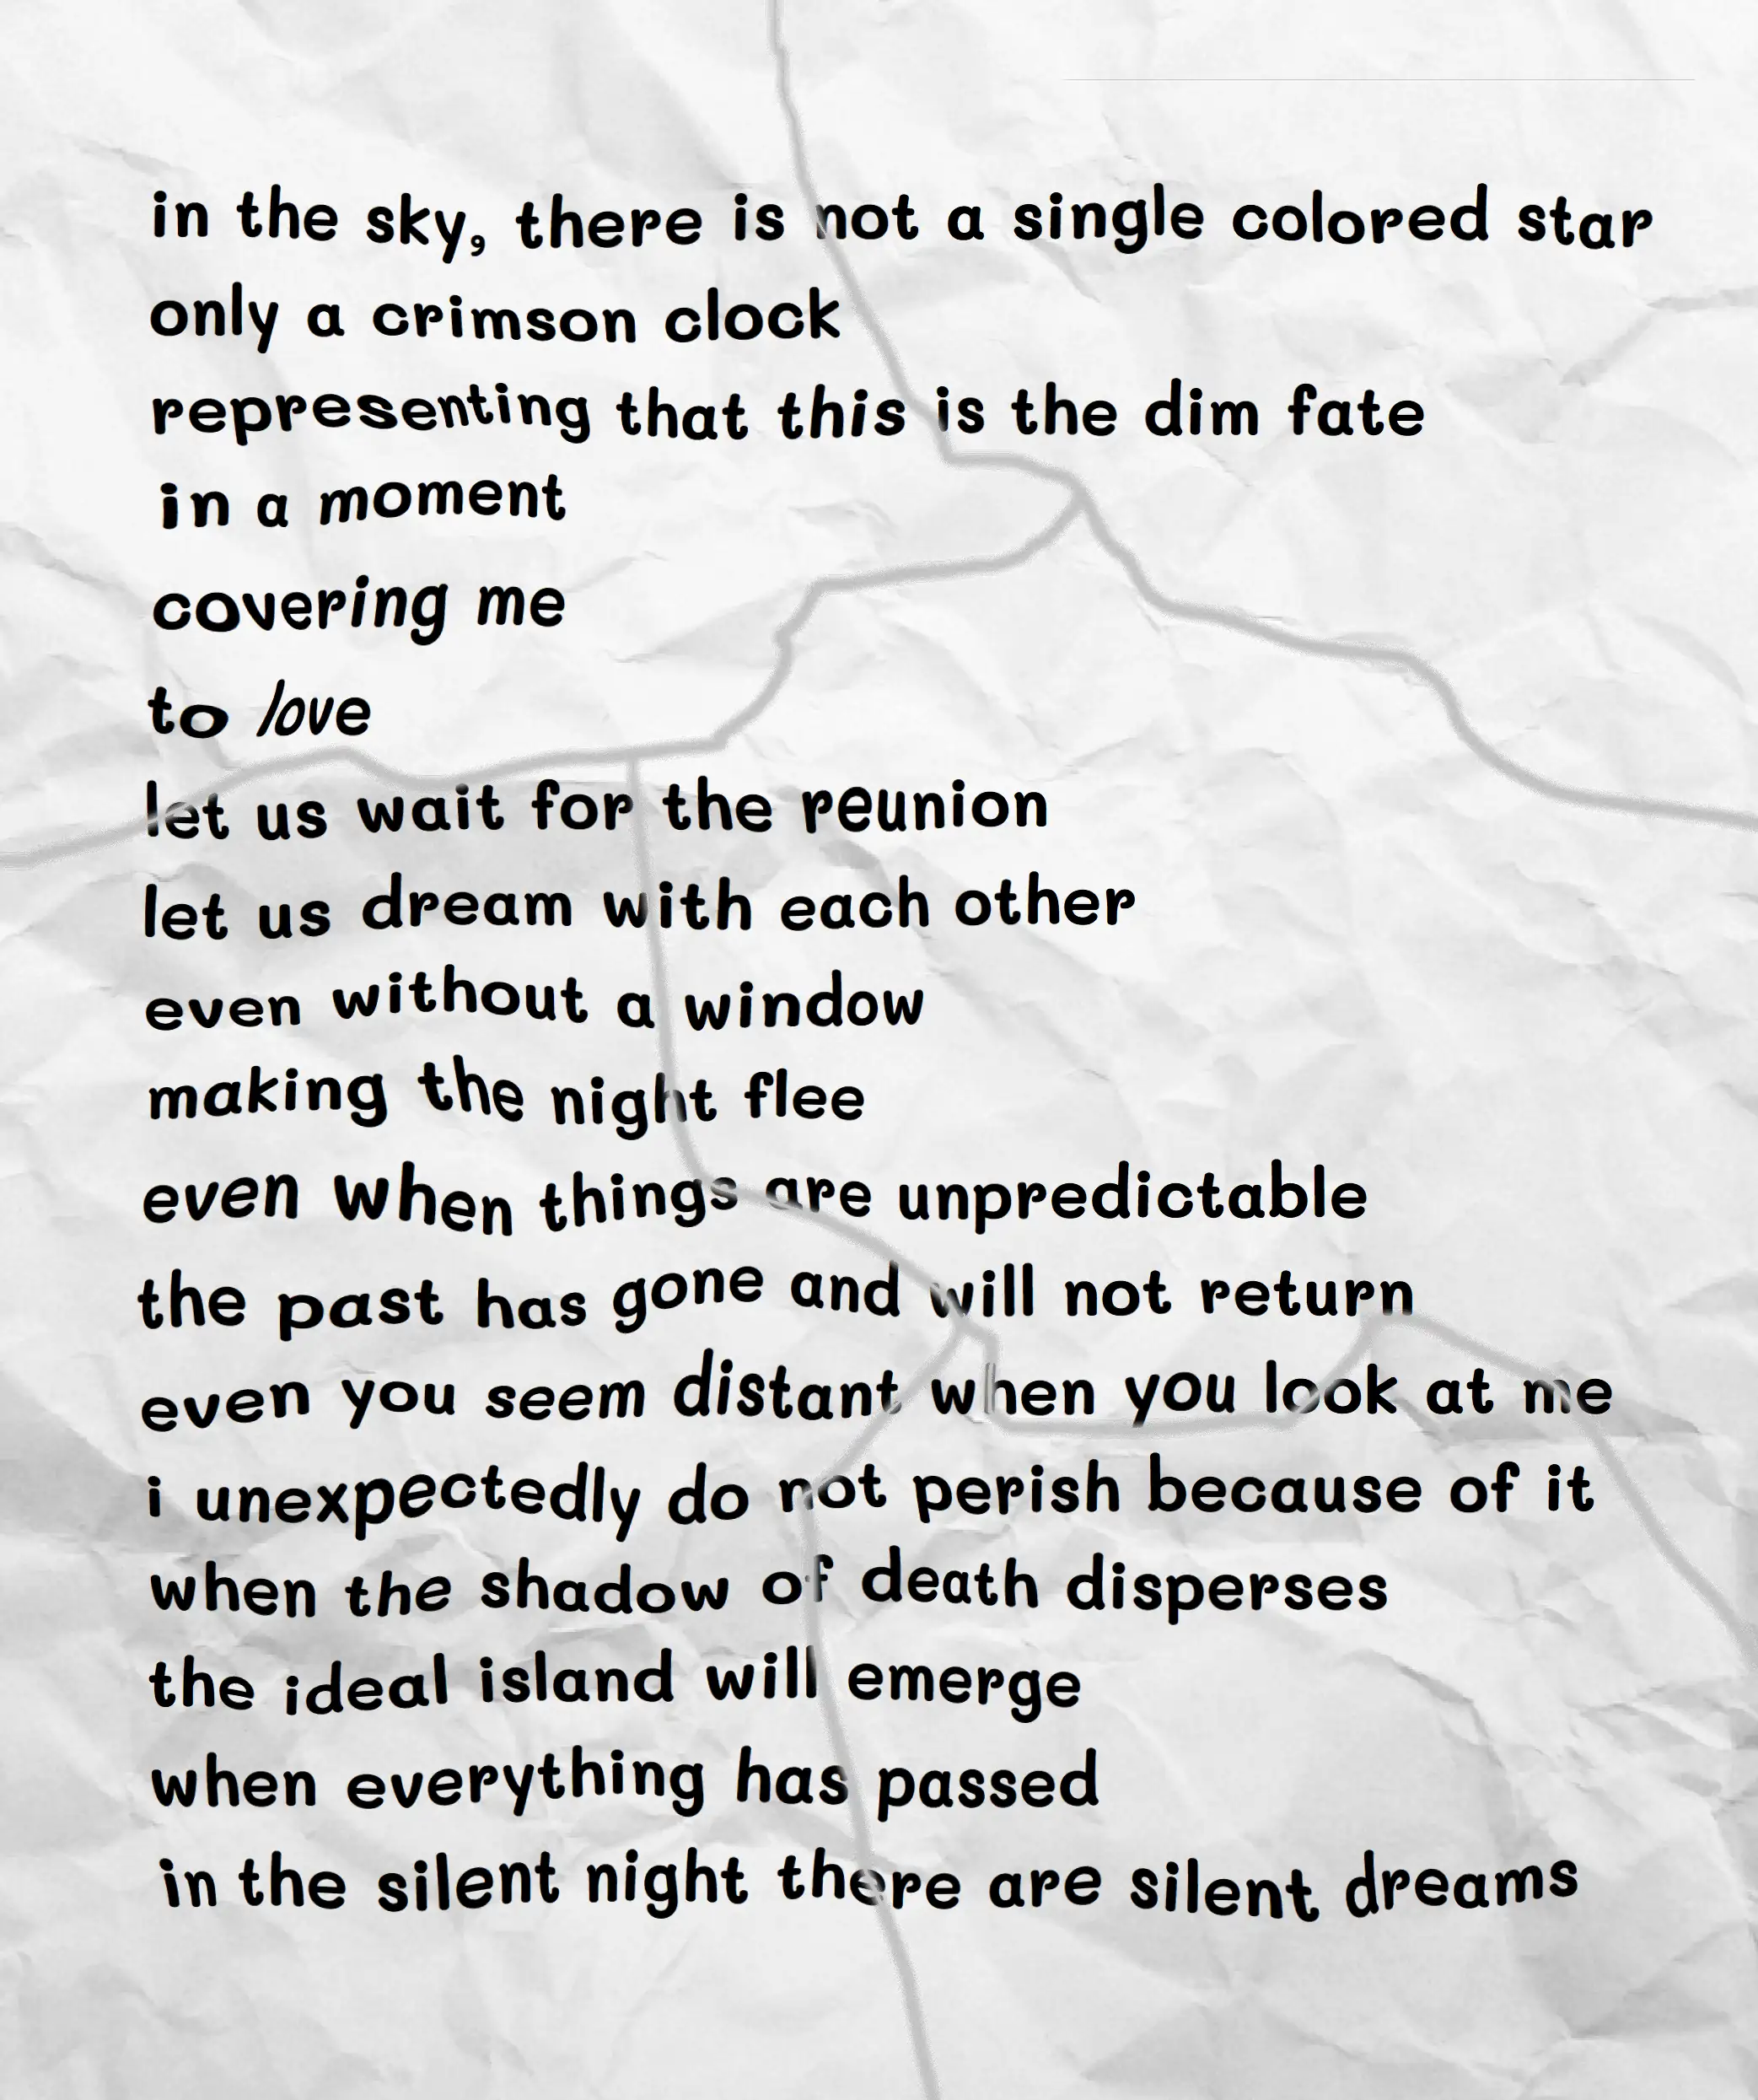 in the sky, there is not a single colored star
only a crimson clock
representing that this is the dim fate
in a moment
covering me
to love
let us wait for the reunion
let us dream with each other
even without a window
making the night flee
even when things are unpredictable
the past has gone and will not return
even you seem distant when you look at me
i unexpectedly do not perish because of it
when the shadow of death disperses
the ideal island will emerge
when everything has passed
in the silent night there are silent dreams